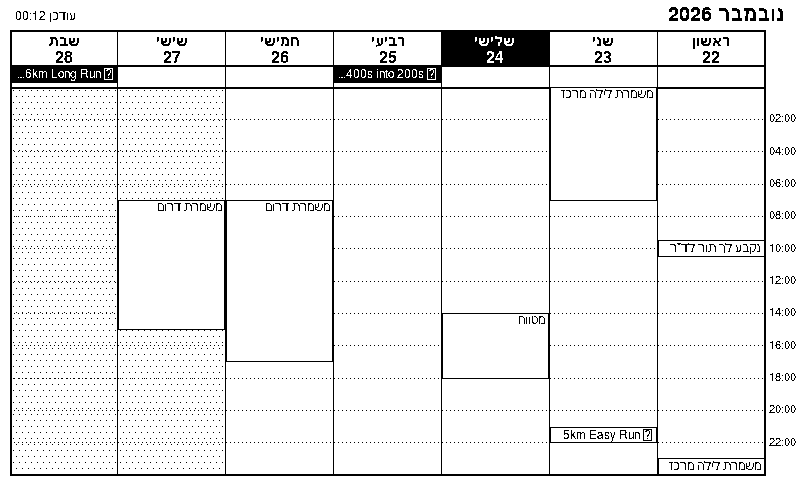 נובמבר 2026
עודכן 00:12
ראשון
22
שני
23
שלישי
24
רביעי
25
חמישי
26
שישי
27
שבת
28
400s into 200s...
6km Long Run...
משמרת לילה מרכז
02:00
04:00
06:00
משמרת דרום
משמרת דרום
08:00
נקבע לך תור לד״ר
10:00
12:00
14:00
מטווח
16:00
18:00
20:00
5km Easy Run
22:00
משמרת לילה מרכז